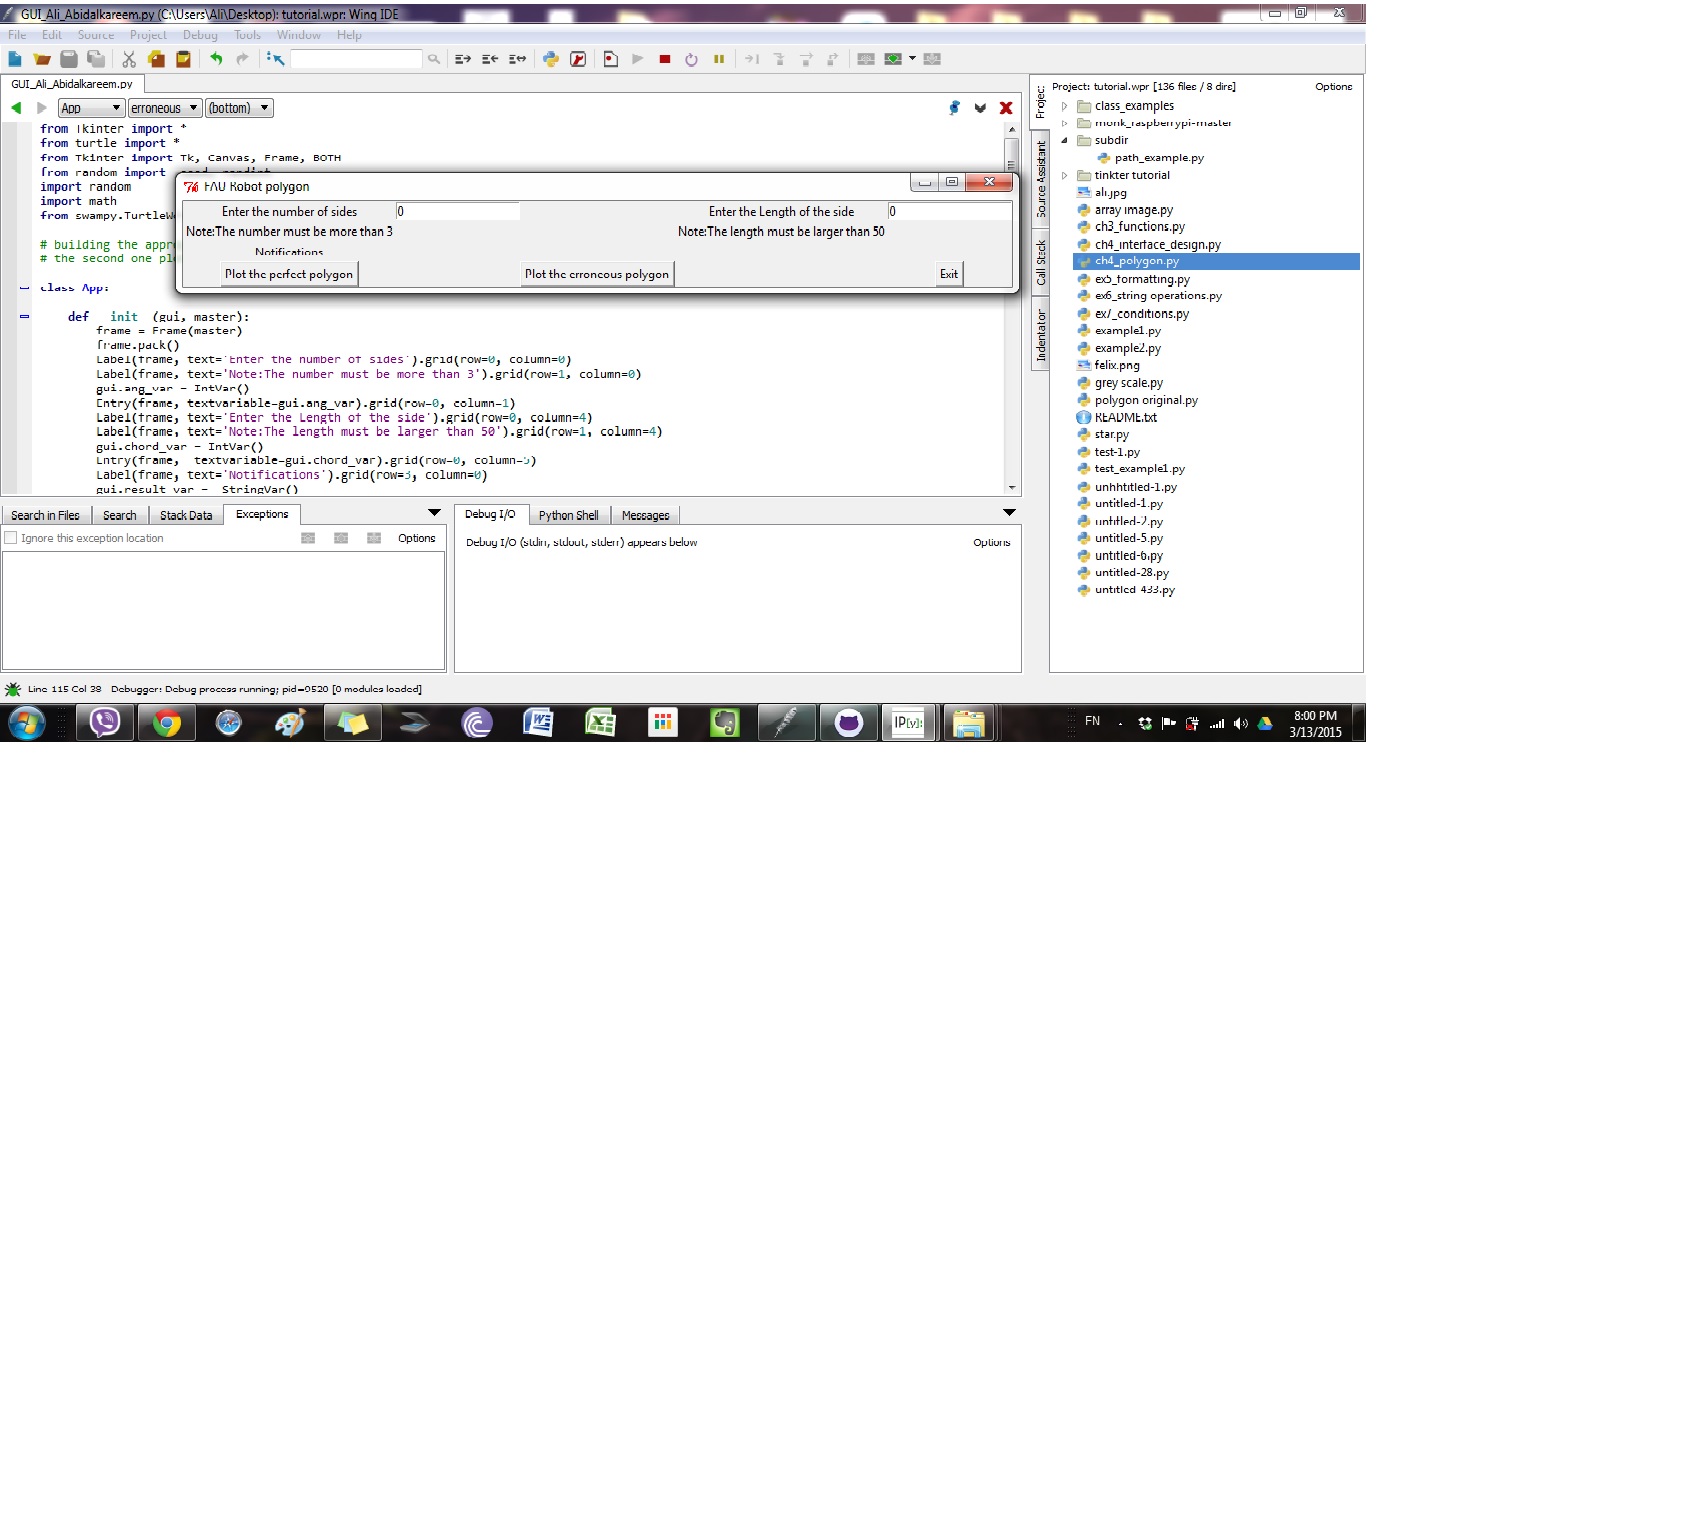 GUI_Ali_Abidalkareem.py (C:\Users\Ali\Desktop): tutorial.wpr: Wing IDE
File Edit Source Project Debug Tools Window Help
GUI_Ali_Abidalkareem.py
App erroneous (bottom)
from Tkinter import *
from turtle import *
from Tkinter import Tk, Canvas, Frame, BOTH
from random import
import random
import math
from swampy.TurtleWo
# building the appr
# the second one pl
class App:
def __init__(gui, master):
frame = Frame(master)
frame.pack()
Label(frame, text='Enter the number of sides').grid(row=0, column=0)
Label(frame, text='Note:The number must be more than 3').grid(row=1, column=0)
gui.ang_var = IntVar()
Entry(frame, textvariable=gui.ang_var).grid(row=0, column=1)
Label(frame, text='Enter the Length of the side').grid(row=0, column=4)
Label(frame, text='Note:The length must be larger than 50').grid(row=1, column=4)
gui.chord_var = IntVar()
Entry(frame, textvariable=gui.chord_var).grid(row=0, column=5)
Label(frame, text='Notifications').grid(row=3, column=0)
gui.result_var = StringVar()
FAU Robot polygon
Enter the number of sides 0 Enter the Length of the side 0
Note:The number must be more than 3 Note:The length must be larger than 50
Notifications
Plot the perfect polygon Plot the erroneous polygon Exit
Search in Files Search Stack Data Exceptions
Ignore this exception location Options
Debug I/O Python Shell Messages
Debug I/O (stdin, stdout, stderr) appears below Options
Project
Source Assistant
Call Stack
Indentation
Project: tutorial.wpr [136 files / 8 dirs] Options
class_examples
monk_raspberrypi-master
subdir
path_example.py
tinkter tutorial
ali.jpg
array image.py
ch3_functions.py
ch4_interface_design.py
ch4_polygon.py
ex5_formatting.py
ex6_string operations.py
ex7_conditions.py
example1.py
example2.py
felix.png
grey scale.py
polygon original.py
README.txt
star.py
test-1.py
test_example1.py
unhhtitled-1.py
untitled-1.py
untitled-2.py
untitled-5.py
untitled-6.py
untitled-28.py
untitled-433.py
Line 115 Col 38 Debugger: Debug process running; pid=9520 [0 modules loaded]
IP[y]:
EN
8:00 PM
3/13/2015